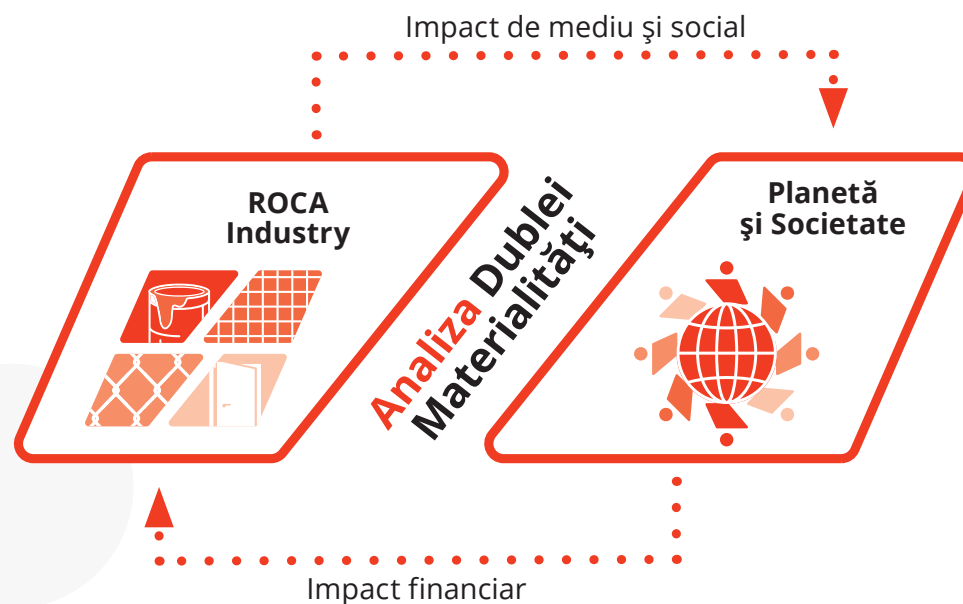 Impact de mediu şi social
ROCA
Industry
Analiza Dublei
Materialităţi
Planetă
şi Societate
Impact financiar